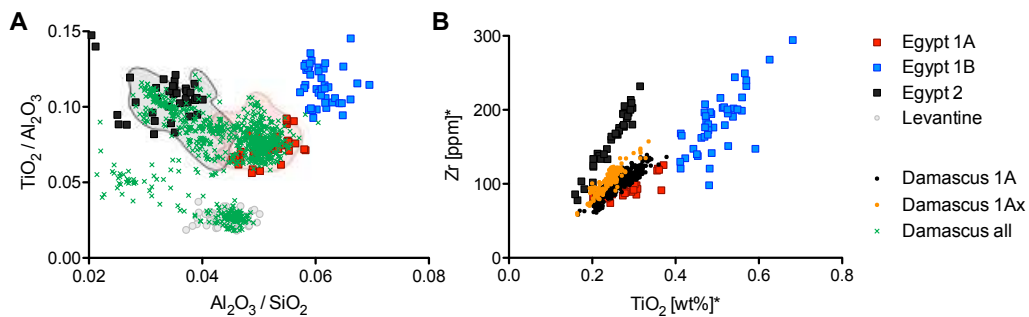 A
0.15
0.10
0.05
0.00
0.02
0.04
0.06
0.08
TiO₂ / Al₂O₃
Al₂O₃ / SiO₂
B
300
200
100
0
0.0
0.2
0.4
0.6
0.8
Zr [ppm]*
TiO₂ [wt%]*
Egypt 1A
Egypt 1B
Egypt 2
Levantine
Damascus 1A
Damascus 1Ax
Damascus all